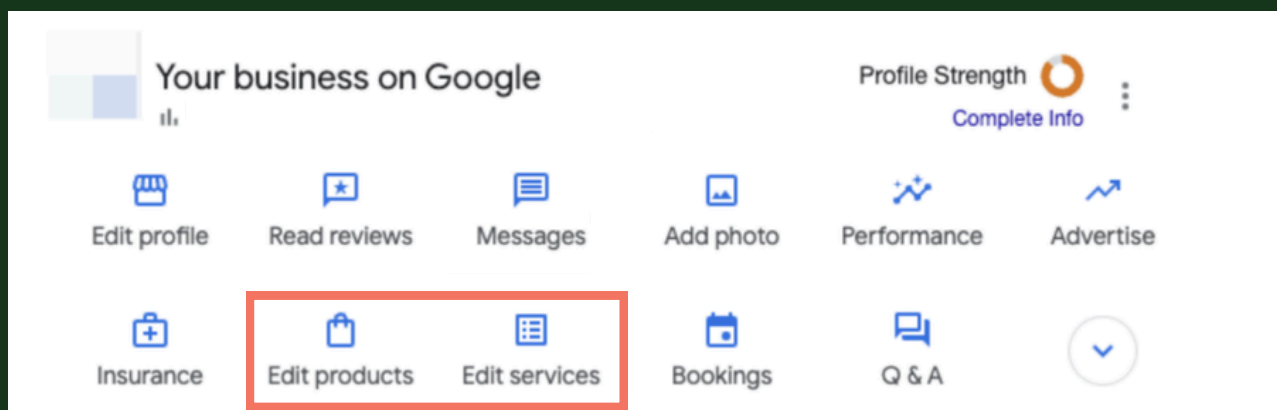 Your business on Google
Profile Strength
Complete Info
Edit profile Read reviews Messages Add photo Performance Advertise
Insurance Edit products Edit services Bookings Q & A